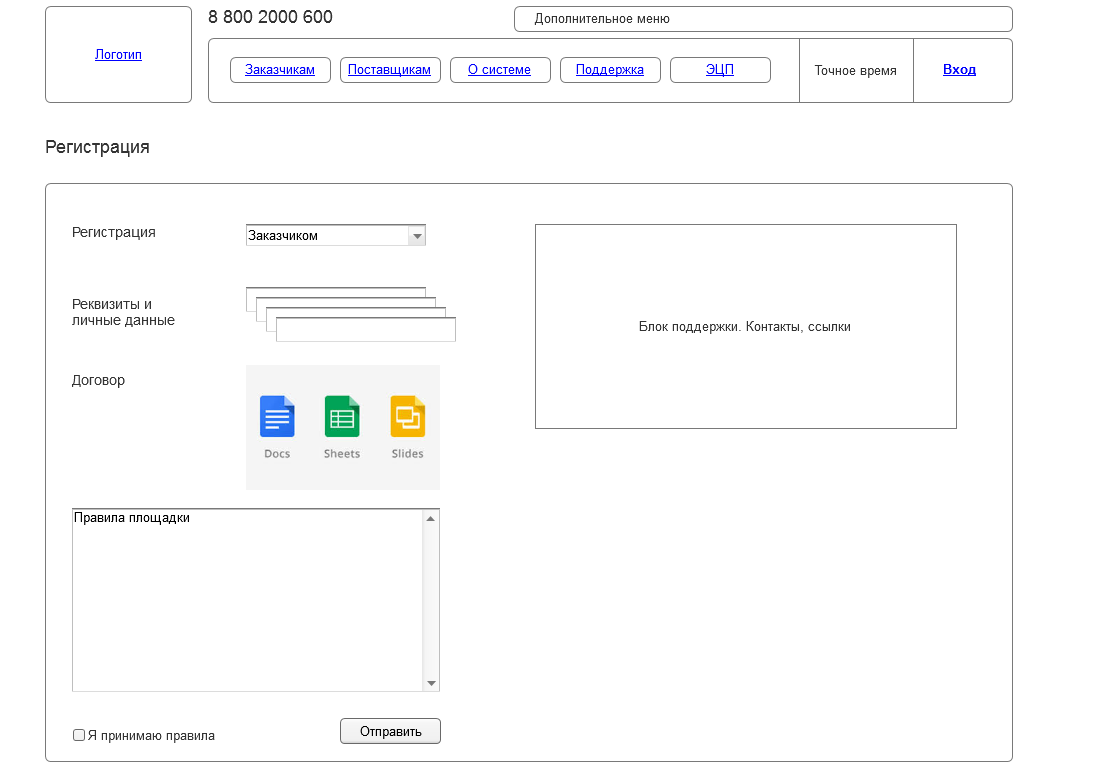 Логотип
8 800 2000 600
Дополнительное меню
Заказчикам
Поставщикам
О системе
Поддержка
ЭЦП
Точное время
Вход
Регистрация
Регистрация
Заказчиком
Реквизиты и
личные данные
Блок поддержки. Контакты, ссылки
Договор
Docs
Sheets
Slides
Правила площадки
Я принимаю правила
Отправить